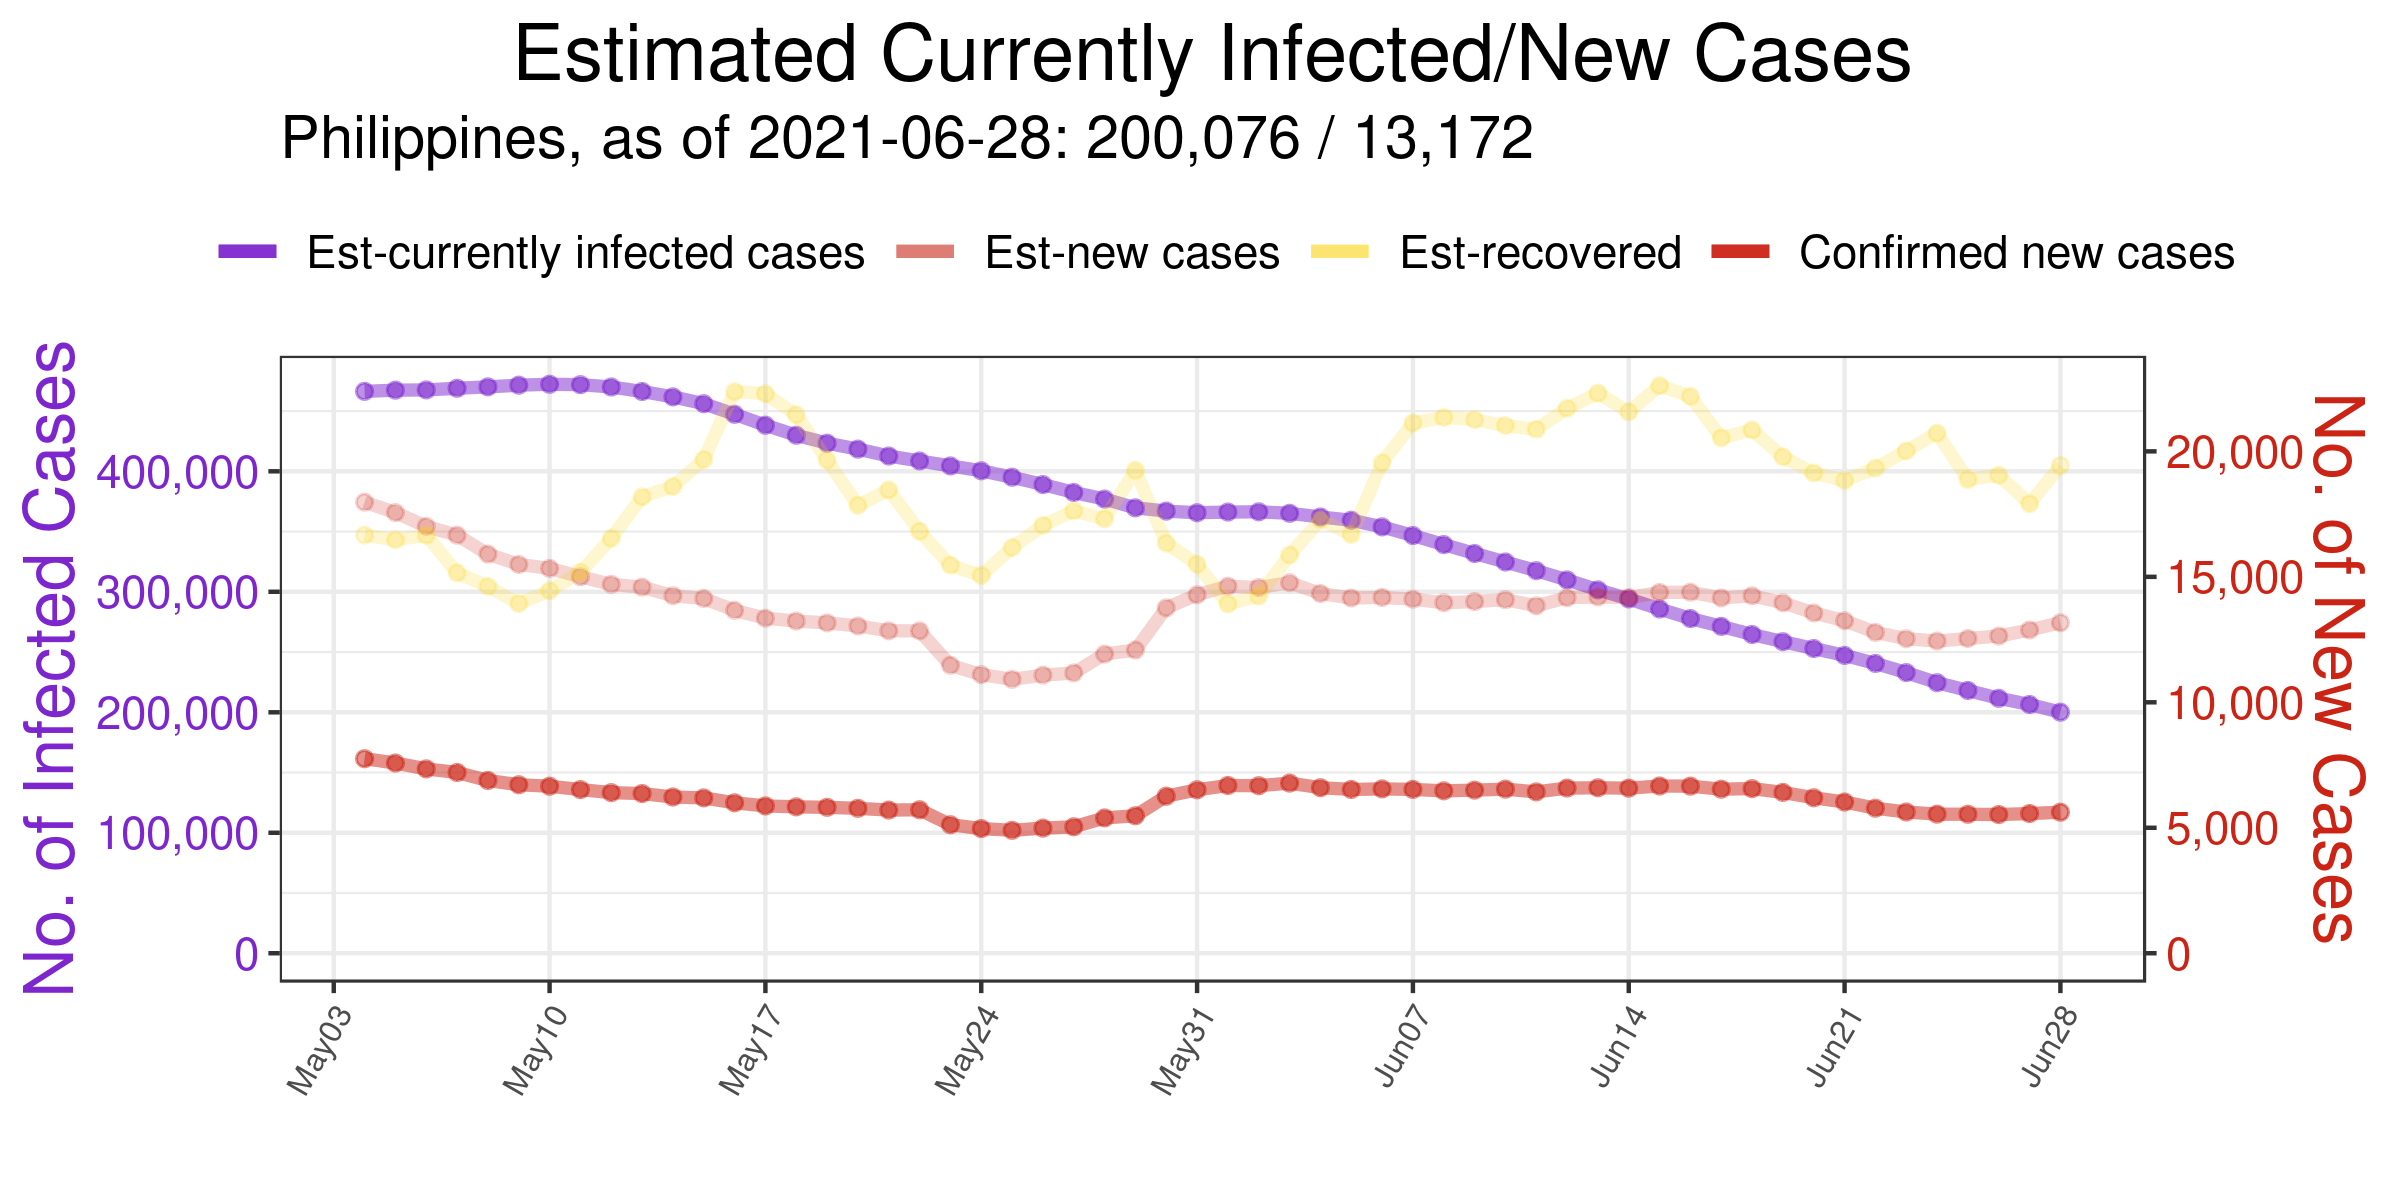 Estimated Currently Infected/New Cases
Philippines, as of 2021-06-28: 200,076 / 13,172
Est-currently infected cases Est-new cases Est-recovered Confirmed new cases
No. of Infected Cases
400,000
300,000
200,000
100,000
0
20,000
15,000
10,000
5,000
0
No. of New Cases
May03 May10 May17 May24 May31 Jun07 Jun14 Jun21 Jun28